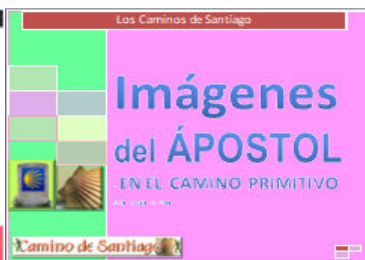 Los Caminos de Santiago
Imágenes
del ÁPOSTOL
EN EL CAMINO PRIMITIVO
Camino de Santiago